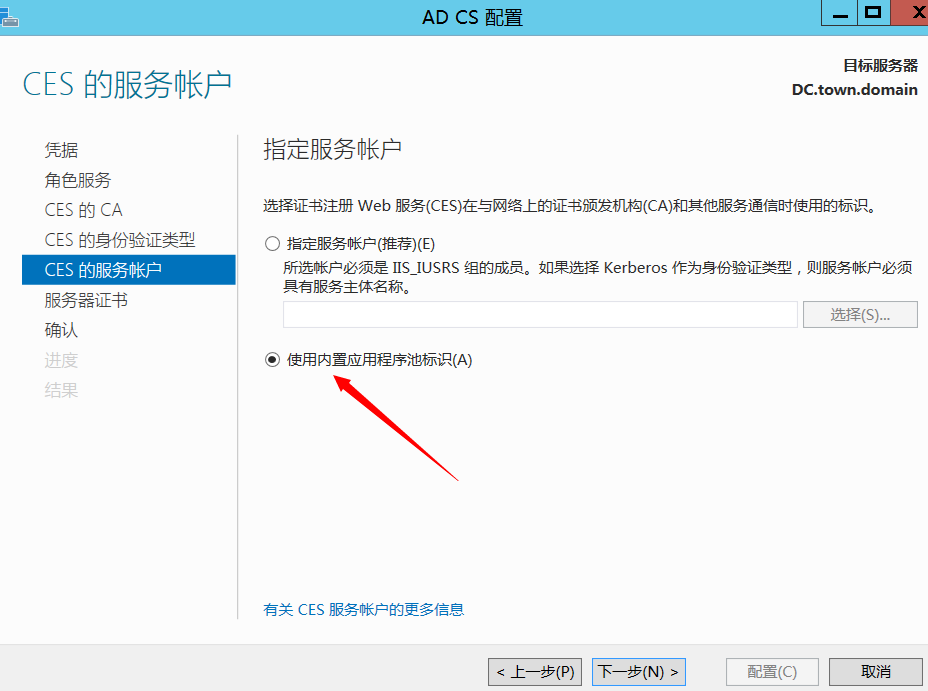 AD CS 配置
CES 的服务帐户
目标服务器
DC.town.domain
凭据
角色服务
CES 的 CA
CES 的身份验证类型
CES 的服务帐户
服务器证书
确认
进度
结果
指定服务帐户
选择证书注册 Web 服务(CES)在与网络上的证书颁发机构(CA)和其他服务通信时使用的标识。
指定服务帐户(推荐)(E)
所选帐户必须是 IIS_IUSRS 组的成员。如果选择 Kerberos 作为身份验证类型，则服务帐户必须
具有服务主体名称。
选择(S)...
使用内置应用程序池标识(A)
有关 CES 服务帐户的更多信息
< 上一步(P)
下一步(N) >
配置(C)
取消